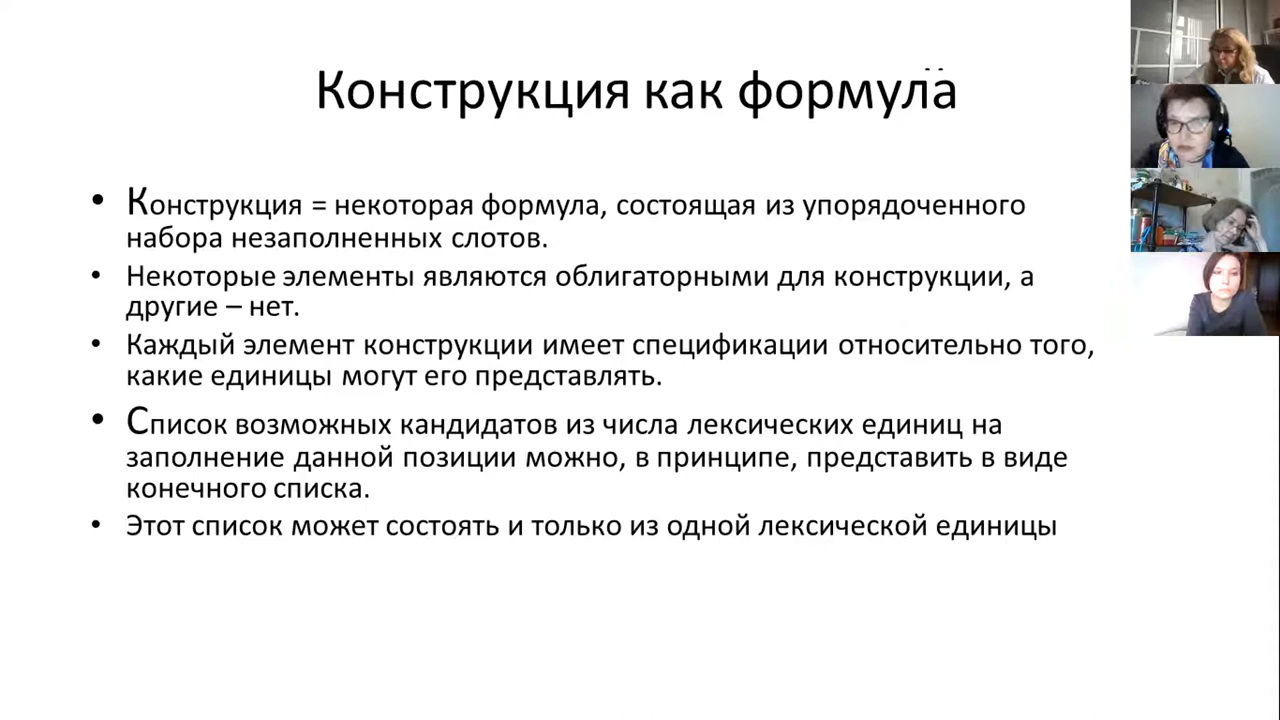 Конструкция как формула
• Конструкция = некоторая формула, состоящая из упорядоченного
набора незаполненных слотов.
• Некоторые элементы являются облигаторными для конструкции, а
другие – нет.
• Каждый элемент конструкции имеет спецификации относительно того,
какие единицы могут его представлять.
• Список возможных кандидатов из числа лексических единиц на
заполнение данной позиции можно, в принципе, представить в виде
конечного списка.
• Этот список может состоять и только из одной лексической единицы